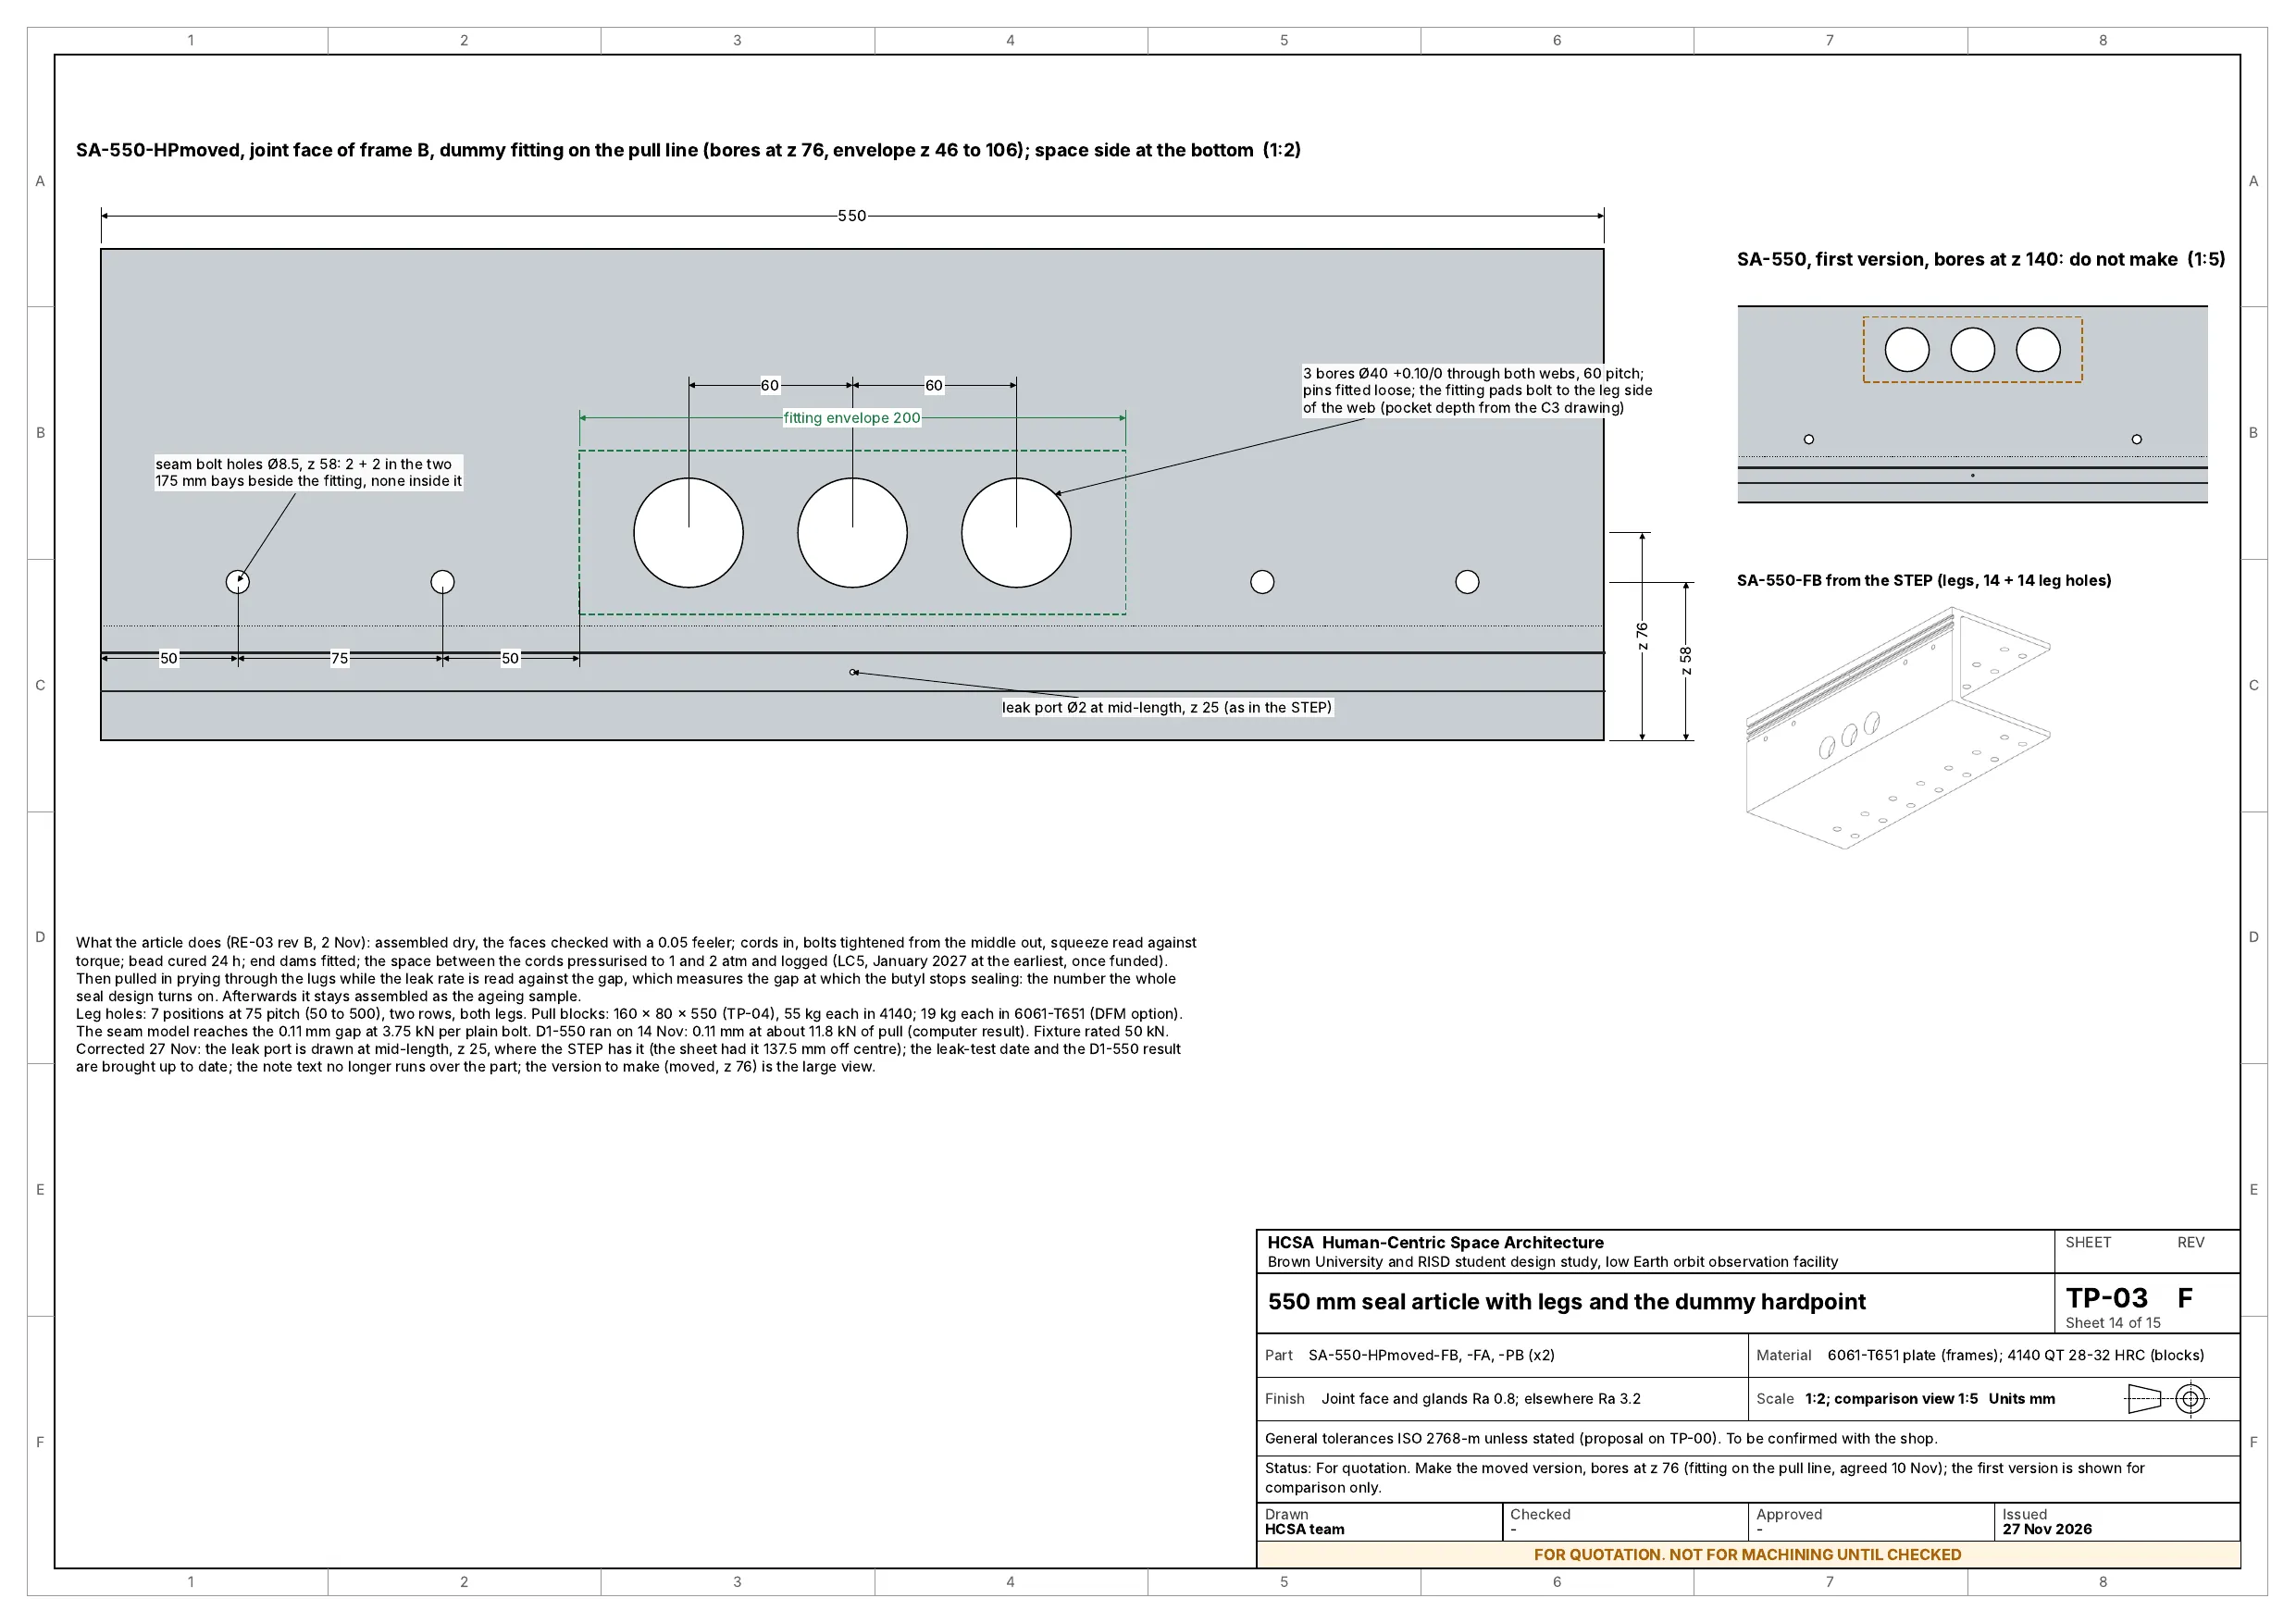 1 2 3 4 5 6 7 8
A A
B B
C C
D D
E E
F F
SA-550-HPmoved, joint face of frame B, dummy fitting on the pull line (bores at z 76, envelope z 46 to 106); space side at the bottom (1:2)
550
60 60
fitting envelope 200
3 bores Ø40 +0.10/0 through both webs, 60 pitch;
pins fitted loose; the fitting pads bolt to the leg side
of the web (pocket depth from the C3 drawing)
seam bolt holes Ø8.5, z 58: 2 + 2 in the two
175 mm bays beside the fitting, none inside it
50 75 50
z 76
z 58
leak port Ø2 at mid-length, z 25 (as in the STEP)
SA-550, first version, bores at z 140: do not make (1:5)
SA-550-FB from the STEP (legs, 14 + 14 leg holes)
What the article does (RE-03 rev B, 2 Nov): assembled dry, the faces checked with a 0.05 feeler; cords in, bolts tightened from the middle out, squeeze read against
torque; bead cured 24 h; end dams fitted; the space between the cords pressurised to 1 and 2 atm and logged (LC5, January 2027 at the earliest, once funded).
Then pulled in prying through the lugs while the leak rate is read against the gap, which measures the gap at which the butyl stops sealing: the number the whole
seal design turns on. Afterwards it stays assembled as the ageing sample.
Leg holes: 7 positions at 75 pitch (50 to 500), two rows, both legs. Pull blocks: 160 × 80 × 550 (TP-04), 55 kg each in 4140; 19 kg each in 6061-T651 (DFM option).
The seam model reaches the 0.11 mm gap at 3.75 kN per plain bolt. D1-550 ran on 14 Nov: 0.11 mm at about 11.8 kN of pull (computer result). Fixture rated 50 kN.
Corrected 27 Nov: the leak port is drawn at mid-length, z 25, where the STEP has it (the sheet had it 137.5 mm off centre); the leak-test date and the D1-550 result
are brought up to date; the note text no longer runs over the part; the version to make (moved, z 76) is the large view.
HCSA Human-Centric Space Architecture
Brown University and RISD student design study, low Earth orbit observation facility
SHEET REV
550 mm seal article with legs and the dummy hardpoint
TP-03 F
Sheet 14 of 15
Part SA-550-HPmoved-FB, -FA, -PB (x2)
Material 6061-T651 plate (frames); 4140 QT 28-32 HRC (blocks)
Finish Joint face and glands Ra 0.8; elsewhere Ra 3.2
Scale 1:2; comparison view 1:5 Units mm
General tolerances ISO 2768-m unless stated (proposal on TP-00). To be confirmed with the shop.
Status: For quotation. Make the moved version, bores at z 76 (fitting on the pull line, agreed 10 Nov); the first version is shown for
comparison only.
Drawn Checked Approved Issued
HCSA team - - 27 Nov 2026
FOR QUOTATION. NOT FOR MACHINING UNTIL CHECKED
1 2 3 4 5 6 7 8